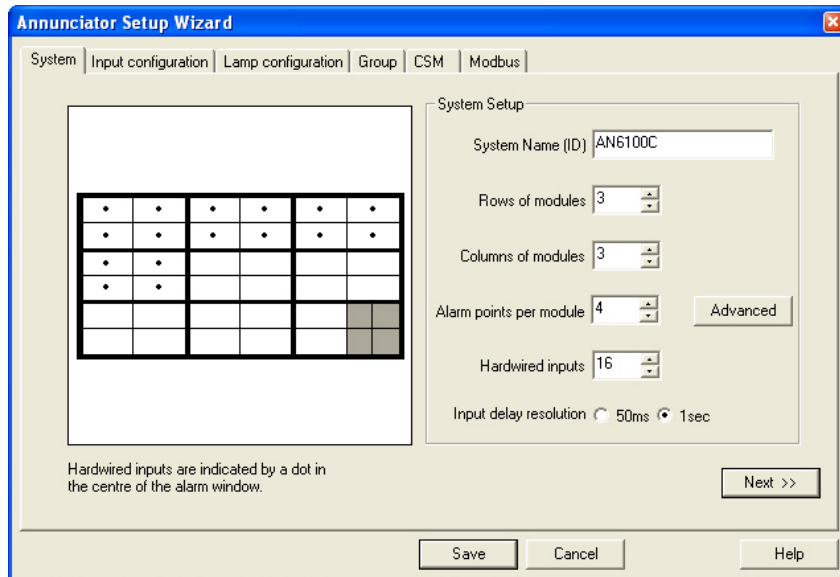 Annunciator Setup Wizard
System Input configuration Lamp configuration Group CSM Modbus
System Setup
System Name (ID) AN6100C
Rows of modules 3
Columns of modules 3
Alarm points per module 4 Advanced
Hardwired inputs 16
Input delay resolution 50ms 1sec
Hardwired inputs are indicated by a dot in
the centre of the alarm window.
Next >>
Save Cancel Help